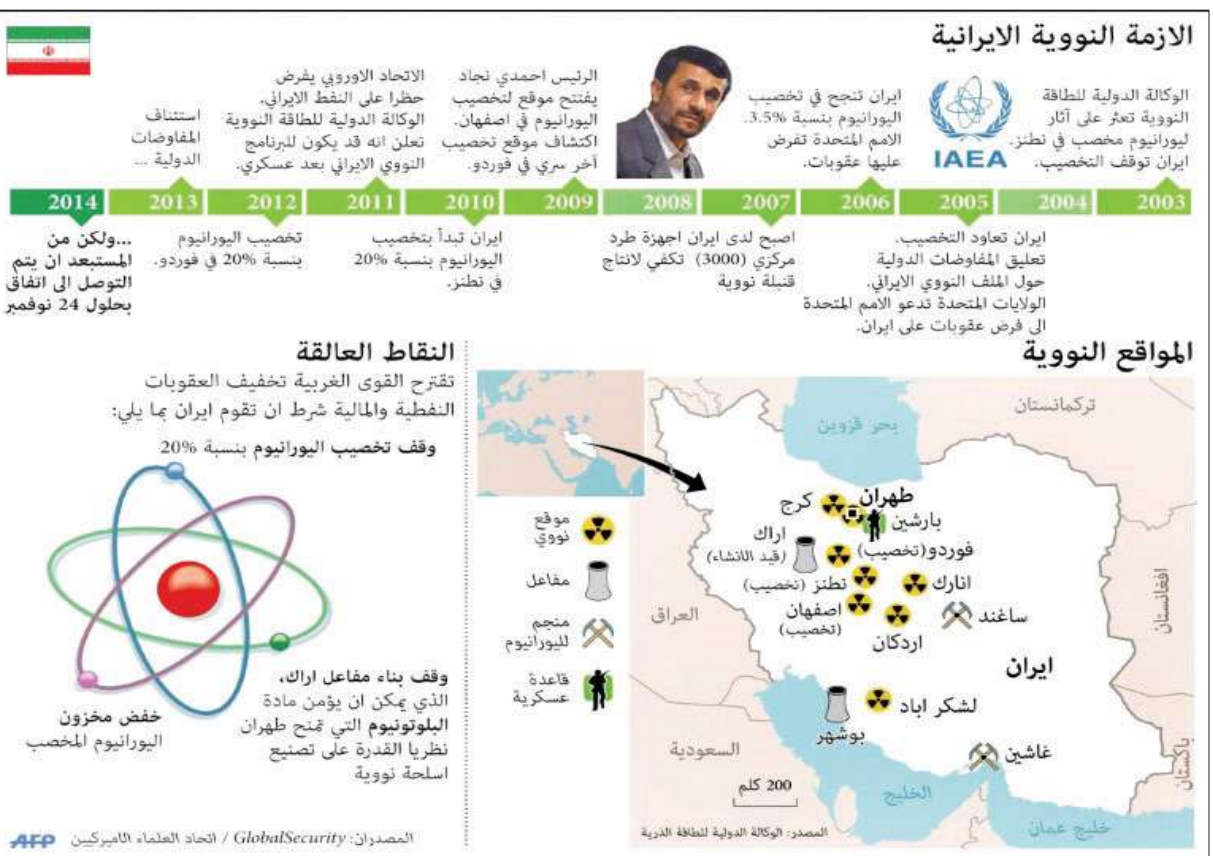 الازمة النووية الايرانية
الوكالة الدولية للطاقة
النووية تعثر على آثار
ليورانيوم مخصب في نطنز.
ايران توقف التخصيب.
IAEA
ايران تنجح في تخصيب
اليورانيوم بنسبة 3.5%.
الامم المتحدة تفرض
عليها عقوبات.
الرئيس احمدي نجاد
يفتتح موقع لتخصيب
اليورانيوم في اصفهان.
اكتشاف موقع تخصيب
آخر سري في فوردو.
الاتحاد الاوروبي يفرض
حظرا على النفط الايراني.
الوكالة الدولية للطاقة النووية
تعلن انه قد يكون للبرنامج
النووي الايراني بعد عسكري.
استئناف
المفاوضات
الدولية ...
2003 2004 2005 2006 2007 2008 2009 2010 2011 2012 2013 2014
ايران تعاود التخصيب.
تعليق المفاوضات الدولية
حول الملف النووي الايراني.
الولايات المتحدة تدعو الامم المتحدة
الى فرض عقوبات على ايران.
اصبح لدى ايران اجهزة طرد
مركزي (3000) تكفي لانتاج
قنبلة نووية
ايران تبدأ بتخصيب
اليورانيوم بنسبة 20%
في نطنز.
تخصيب اليورانيوم
بنسبة 20% في فوردو.
...ولكن من
المستبعد ان يتم
التوصل الى اتفاق
بحلول 24 نوفمبر
المواقع النووية
تركمانستان
بحر قزوين
طهران
كرج
بارشين
اراك
(قيد الانشاء)
فوردو(تخصيب)
نطنز (تخصيب)
انارك
اصفهان
(تخصيب)
اردكان
ساغند
افغانستان
العراق
ايران
لشكر اباد
بوشهر
غاشين
باكستان
السعودية
الخليج
خليج عمان
200 كلم
المصدر: الوكالة الدولية للطاقة الذرية
موقع
نووي
مفاعل
منجم
لليورانيوم
قاعدة
عسكرية
النقاط العالقة
تقترح القوى الغربية تخفيف العقوبات
النفطية والمالية شرط ان تقوم ايران بما يلي:
وقف تخصيب اليورانيوم بنسبة 20%
وقف بناء مفاعل اراك،
الذي يمكن ان يؤمن مادة
البلوتونيوم التي تمنح طهران
نظريا القدرة على تصنيع
اسلحة نووية
خفض مخزون
اليورانيوم المخصب
المصدران: GlobalSecurity / اتحاد العلماء الاميركيين
AFP